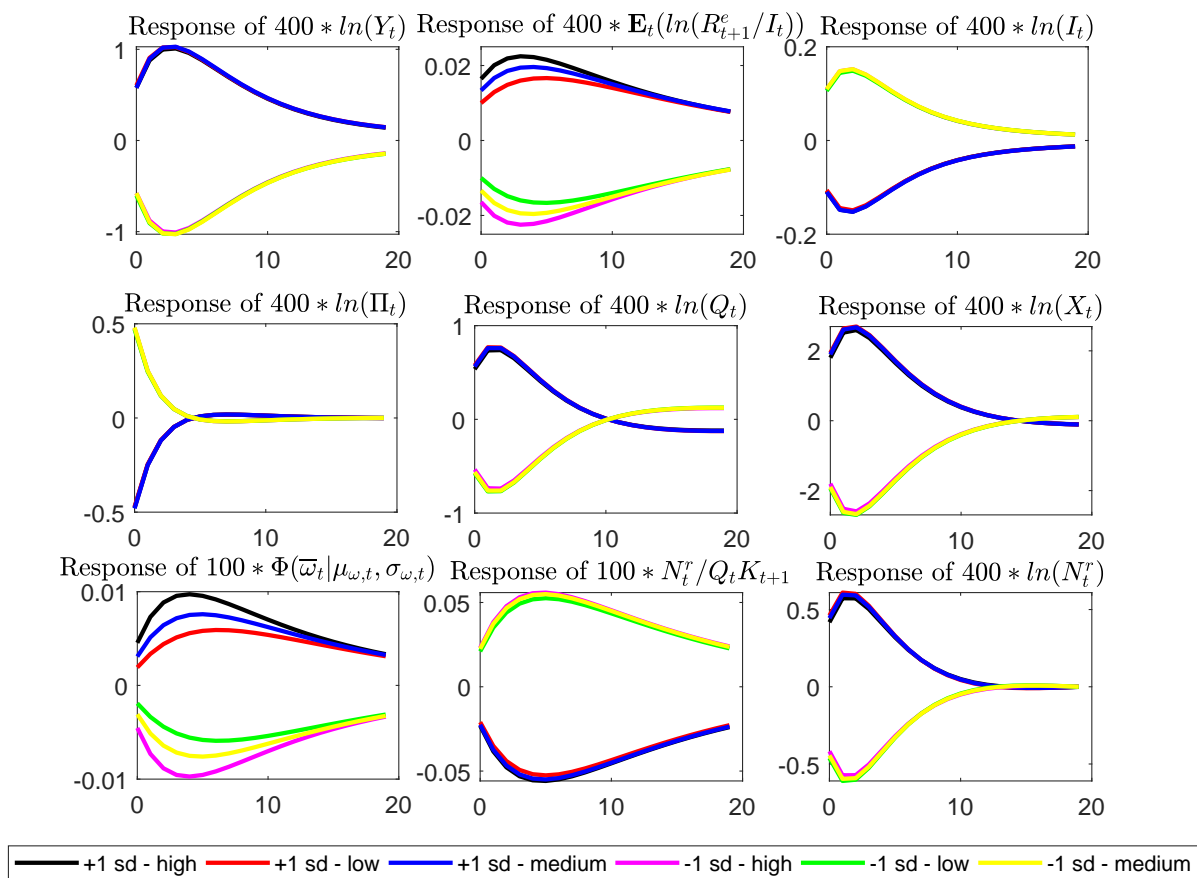 Response of 400 ∗ ln(Y_t)
Response of 400 ∗ E_t(ln(R^e_{t+1}/I_t))
Response of 400 ∗ ln(I_t)
1
0
-1
0 10 20
0.02
0
-0.02
0 10 20
0.2
0
-0.2
0 10 20
Response of 400 ∗ ln(Π_t)
Response of 400 ∗ ln(Q_t)
Response of 400 ∗ ln(X_t)
0.5
0
-0.5
0 10 20
1
0
-1
0 10 20
2
0
-2
0 10 20
Response of 100 ∗ Φ(ω̅_t|μ_{ω,t}, σ_{ω,t})
Response of 100 ∗ N^r_t/Q_tK_{t+1}
Response of 400 ∗ ln(N^r_t)
0.01
0
-0.01
0 10 20
0.05
0
-0.05
0 10 20
0.5
0
-0.5
0 10 20
+1 sd - high +1 sd - low +1 sd - medium -1 sd - high -1 sd - low -1 sd - medium